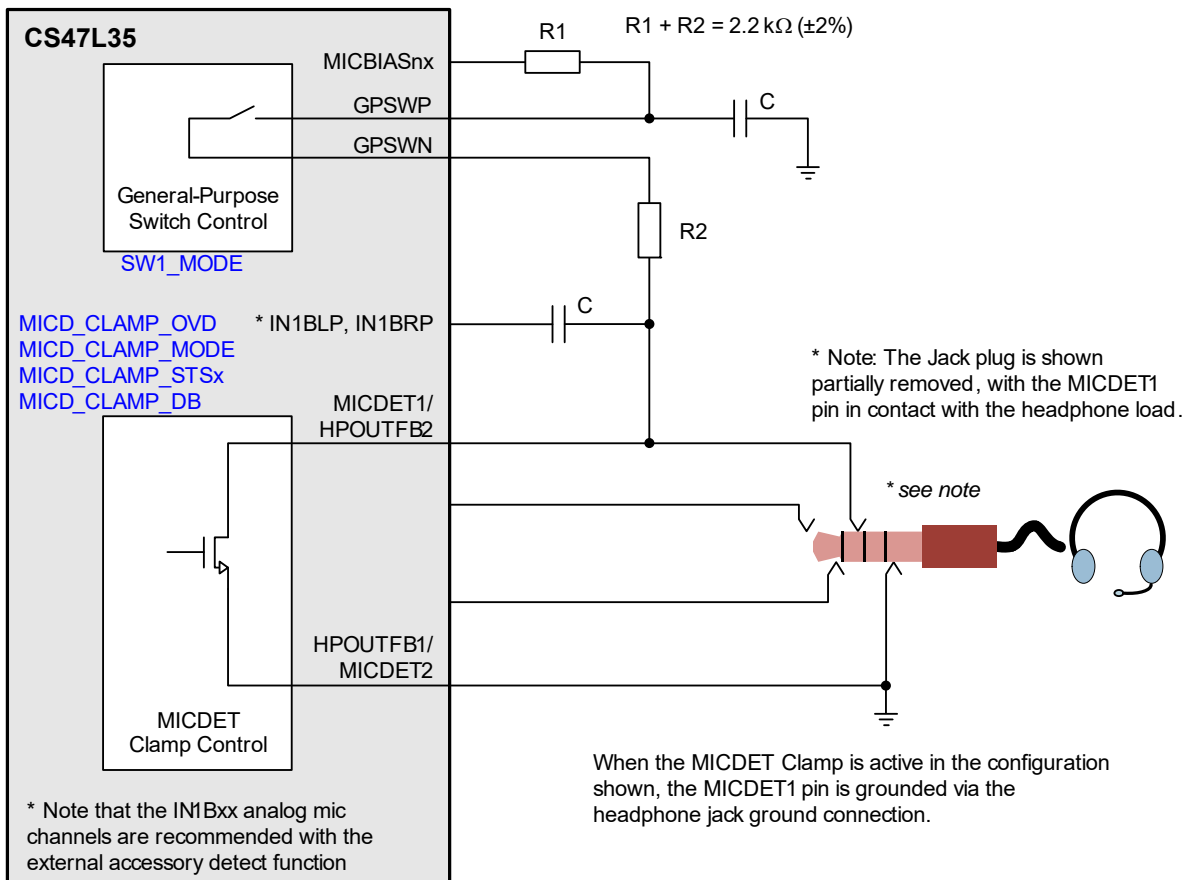 CS47L35
R1
R1 + R2 = 2.2 kΩ (±2%)
MICBIASnx
GPSWP
C
GPSWN
General-Purpose
Switch Control
R2
SW1_MODE
C
MICD_CLAMP_OVD
* IN1BLP, IN1BRP
MICD_CLAMP_MODE
MICD_CLAMP_STSx
MICD_CLAMP_DB
* Note: The Jack plug is shown
partially removed, with the MICDET1
pin in contact with the headphone load.
MICDET1/
HPOUTFB2
* see note
HPOUTFB1/
MICDET2
MICDET
Clamp Control
When the MICDET Clamp is active in the configuration
shown, the MICDET1 pin is grounded via the
headphone jack ground connection.
* Note that the IN1Bxx analog mic
channels are recommended with the
external accessory detect function